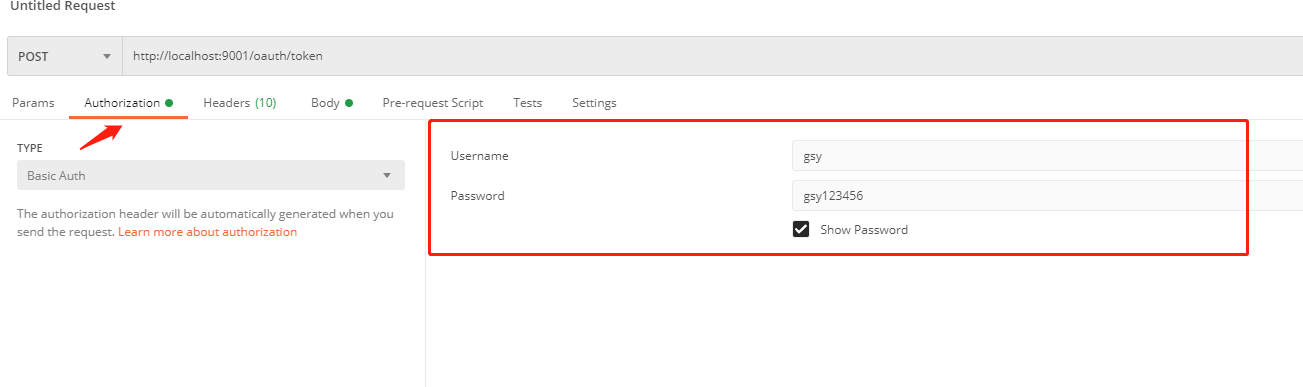 Untitled Request
POST http://localhost:9001/oauth/token
Params Authorization Headers (10) Body Pre-request Script Tests Settings
TYPE
Basic Auth
The authorization header will be automatically generated when you
send the request. Learn more about authorization
Username gsy
Password gsy123456
Show Password